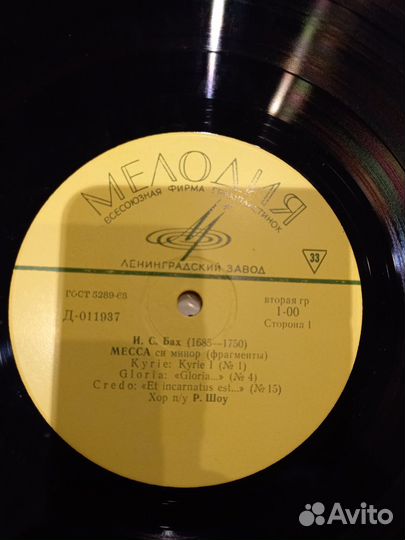 МЕЛОДИЯ
ВСЕСОЮЗНАЯ ФИРМА ГРАМПЛАСТИНОК
ЛЕНИНГРАДСКИЙ ЗАВОД
33
ГОСТ 5289-68
Д-011937
вторая гр
1-00
Сторона 1
И. С. Бах (1685—1750)
МЕССА си минор (фрагменты)
Kyrie: Kyrie I (№ 1)
Gloria: «Gloria...» (№ 4)
Credo: «Et incarnatus est...» (№ 15)
Хор п/у Р. Шоу
Avito